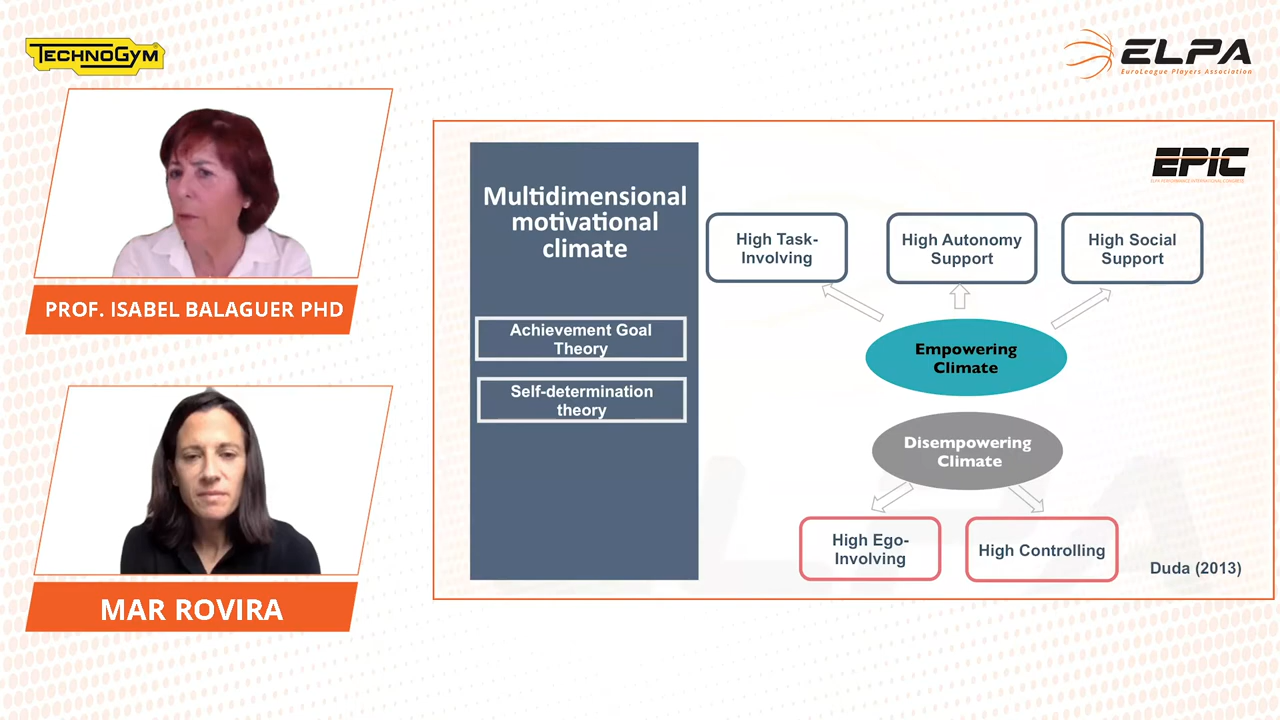 TECHNOGYM
ELPA
EuroLeague Players Association
PROF. ISABEL BALAGUER PHD
MAR ROVIRA
EPIC
Multidimensional
motivational
climate
Achievement Goal
Theory
Self-determination
theory
High Task-
Involving
High Autonomy
Support
High Social
Support
Empowering
Climate
Disempowering
Climate
High Ego-
Involving
High Controlling
Duda (2013)